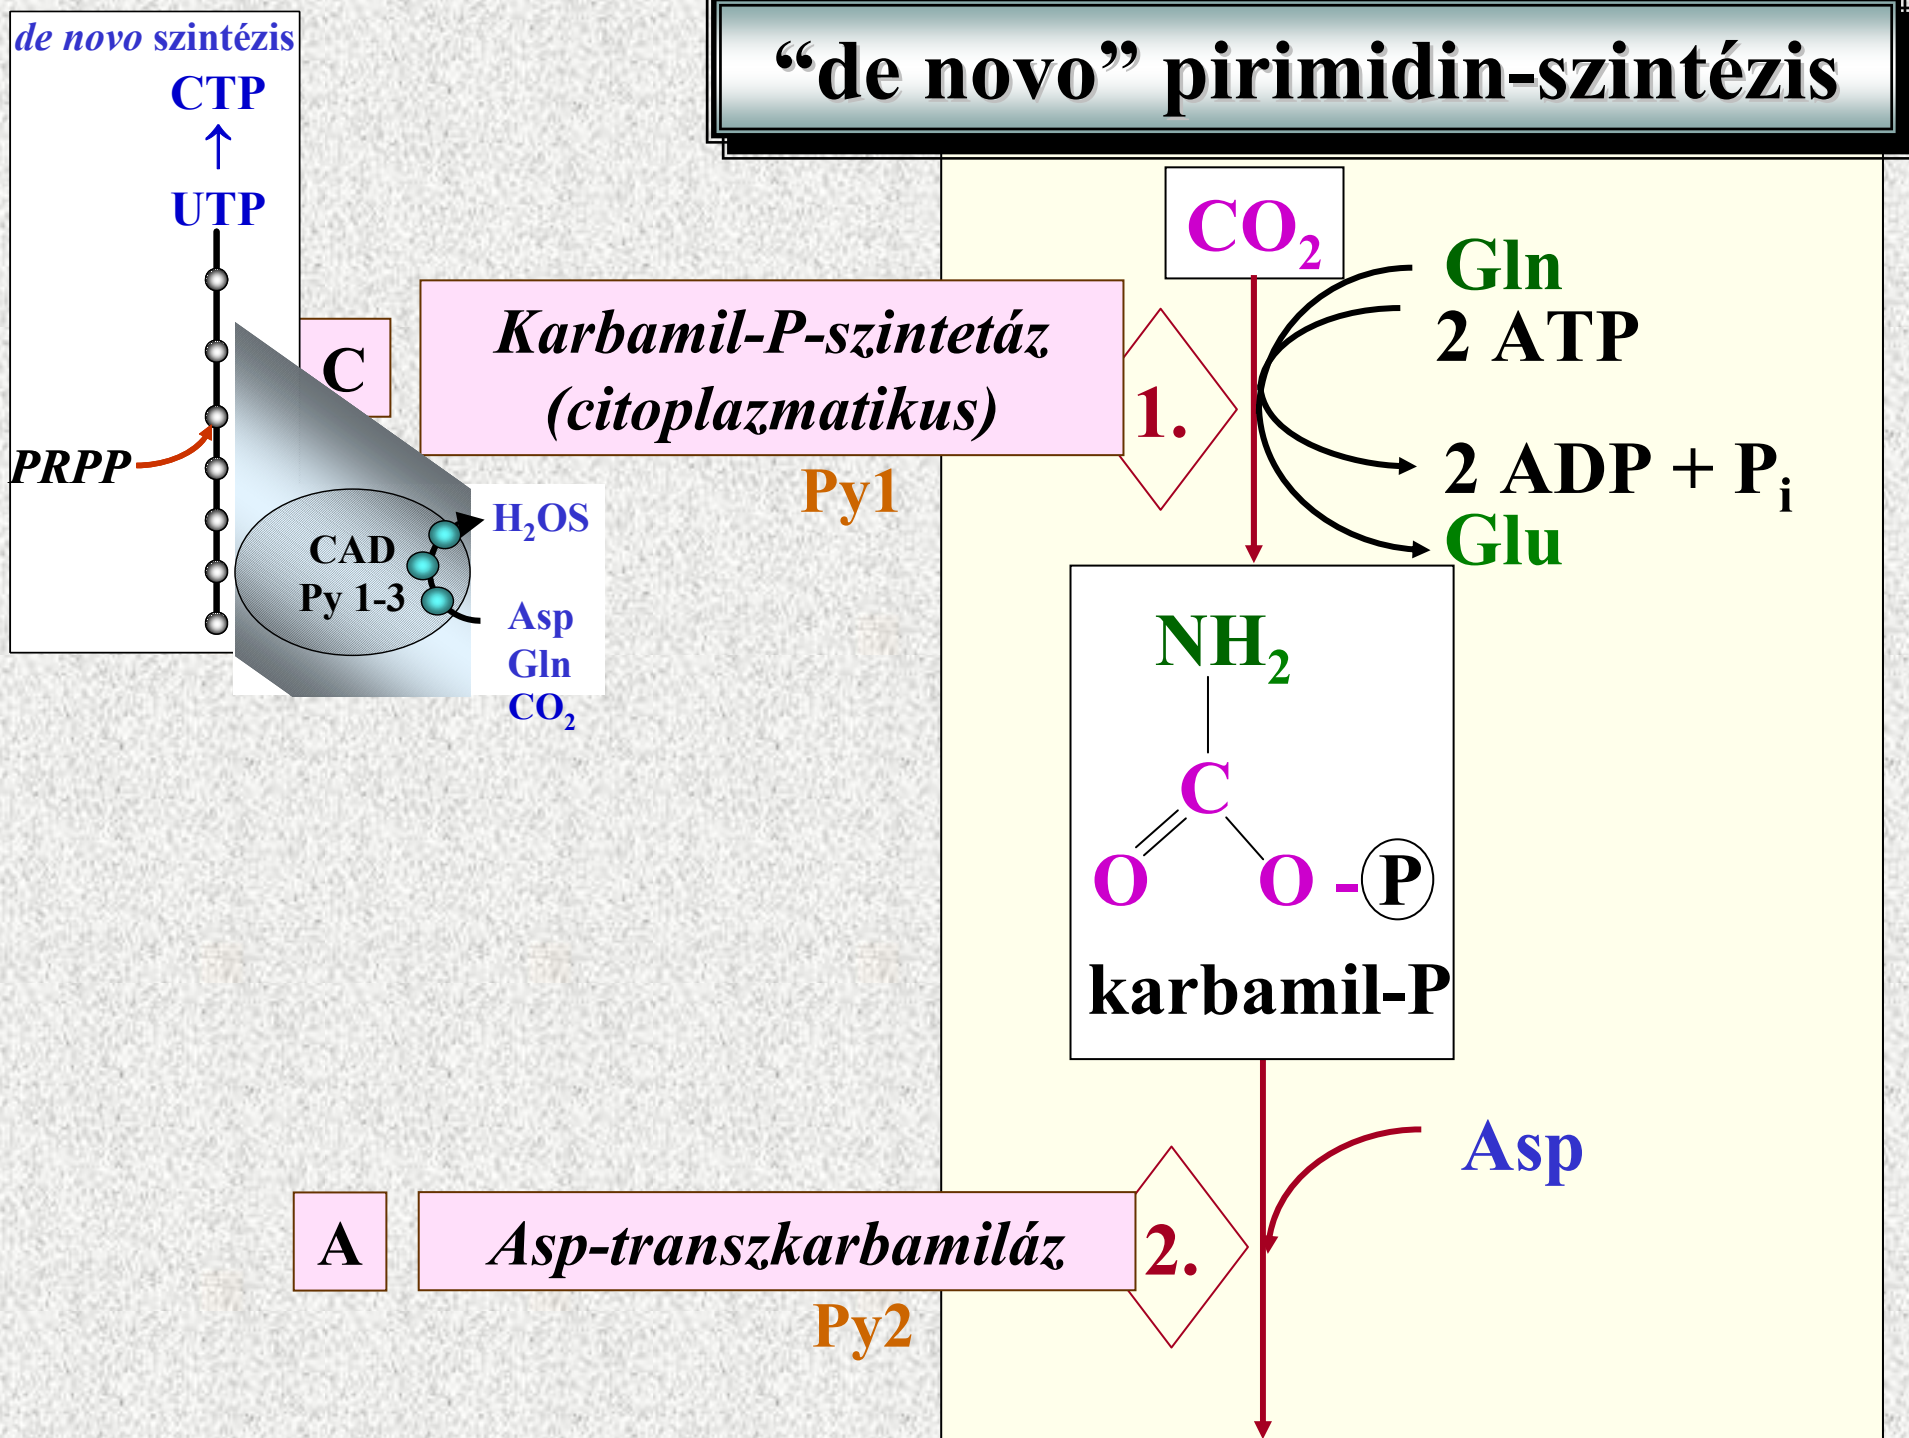 “de novo” pirimidin-szintézis
de novo szintézis
CTP
↑
UTP
PRPP
CAD
Py 1-3
H₂OS
Asp
Gln
CO₂
C
Karbamil-P-szintetáz
(citoplazmatikus)
1.
Py1
CO₂
Gln
2 ATP
2 ADP + Pᵢ
Glu
NH₂
C
O
O - P
karbamil-P
Asp
A
Asp-transzkarbamiláz
2.
Py2